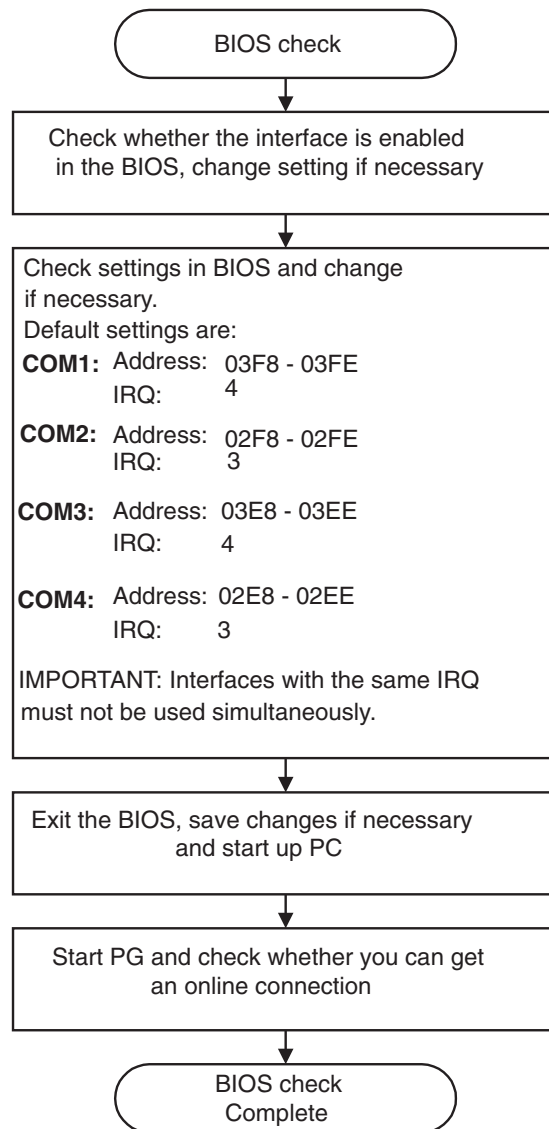 BIOS check
Check whether the interface is enabled
in the BIOS, change setting if necessary
Check settings in BIOS and change
if necessary.
Default settings are:
COM1: Address: 03F8 - 03FE
IRQ: 4
COM2: Address: 02F8 - 02FE
IRQ: 3
COM3: Address: 03E8 - 03EE
IRQ: 4
COM4: Address: 02E8 - 02EE
IRQ: 3
IMPORTANT: Interfaces with the same IRQ
must not be used simultaneously.
Exit the BIOS, save changes if necessary
and start up PC
Start PG and check whether you can get
an online connection
BIOS check
Complete